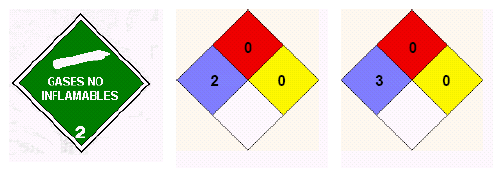 GASES NO
INFLAMABLES
2
0
2 0
0
3 0